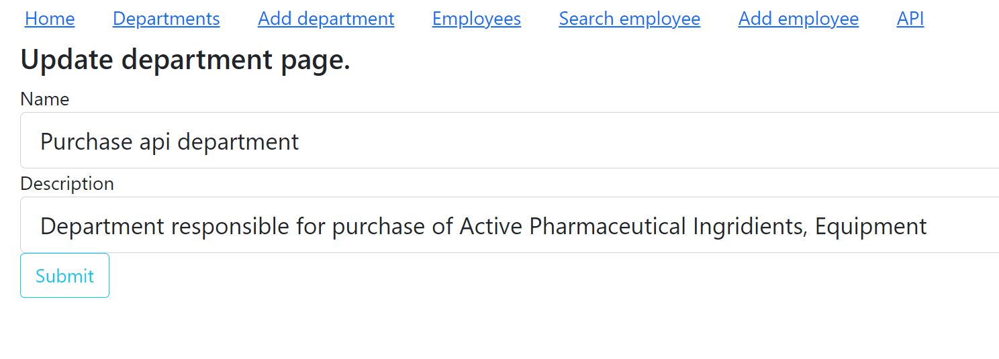 Home Departments Add department Employees Search employee Add employee API
Update department page.
Name
Purchase api department
Description
Department responsible for purchase of Active Pharmaceutical Ingridients, Equipment
Submit